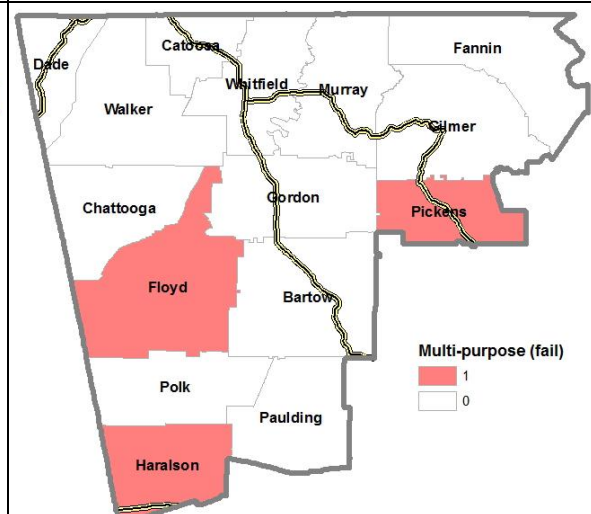 Fannin
Catoosa
Dade
Whitfield
Murray
Walker
Gilmer
Gordon
Chattooga
Pickens
Floyd
Bartow
Multi-purpose (fail)
1
0
Polk
Paulding
Haralson